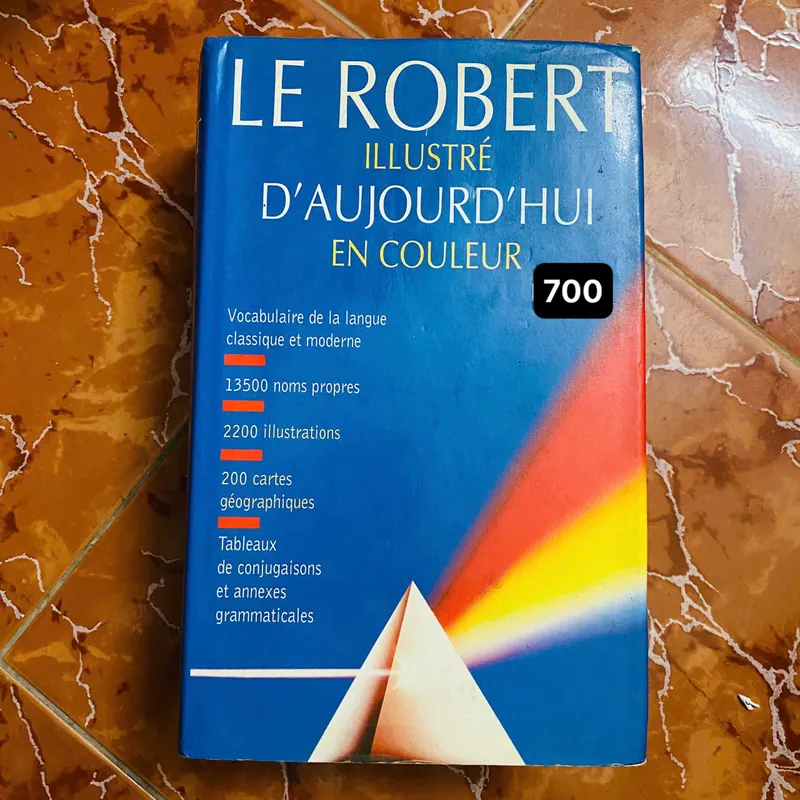 LE ROBERT
ILLUSTRÉ
D'AUJOURD'HUI
EN COULEUR
700
Vocabulaire de la langue
classique et moderne
13500 noms propres
2200 illustrations
200 cartes
géographiques
Tableaux
de conjugaisons
et annexes
grammaticales